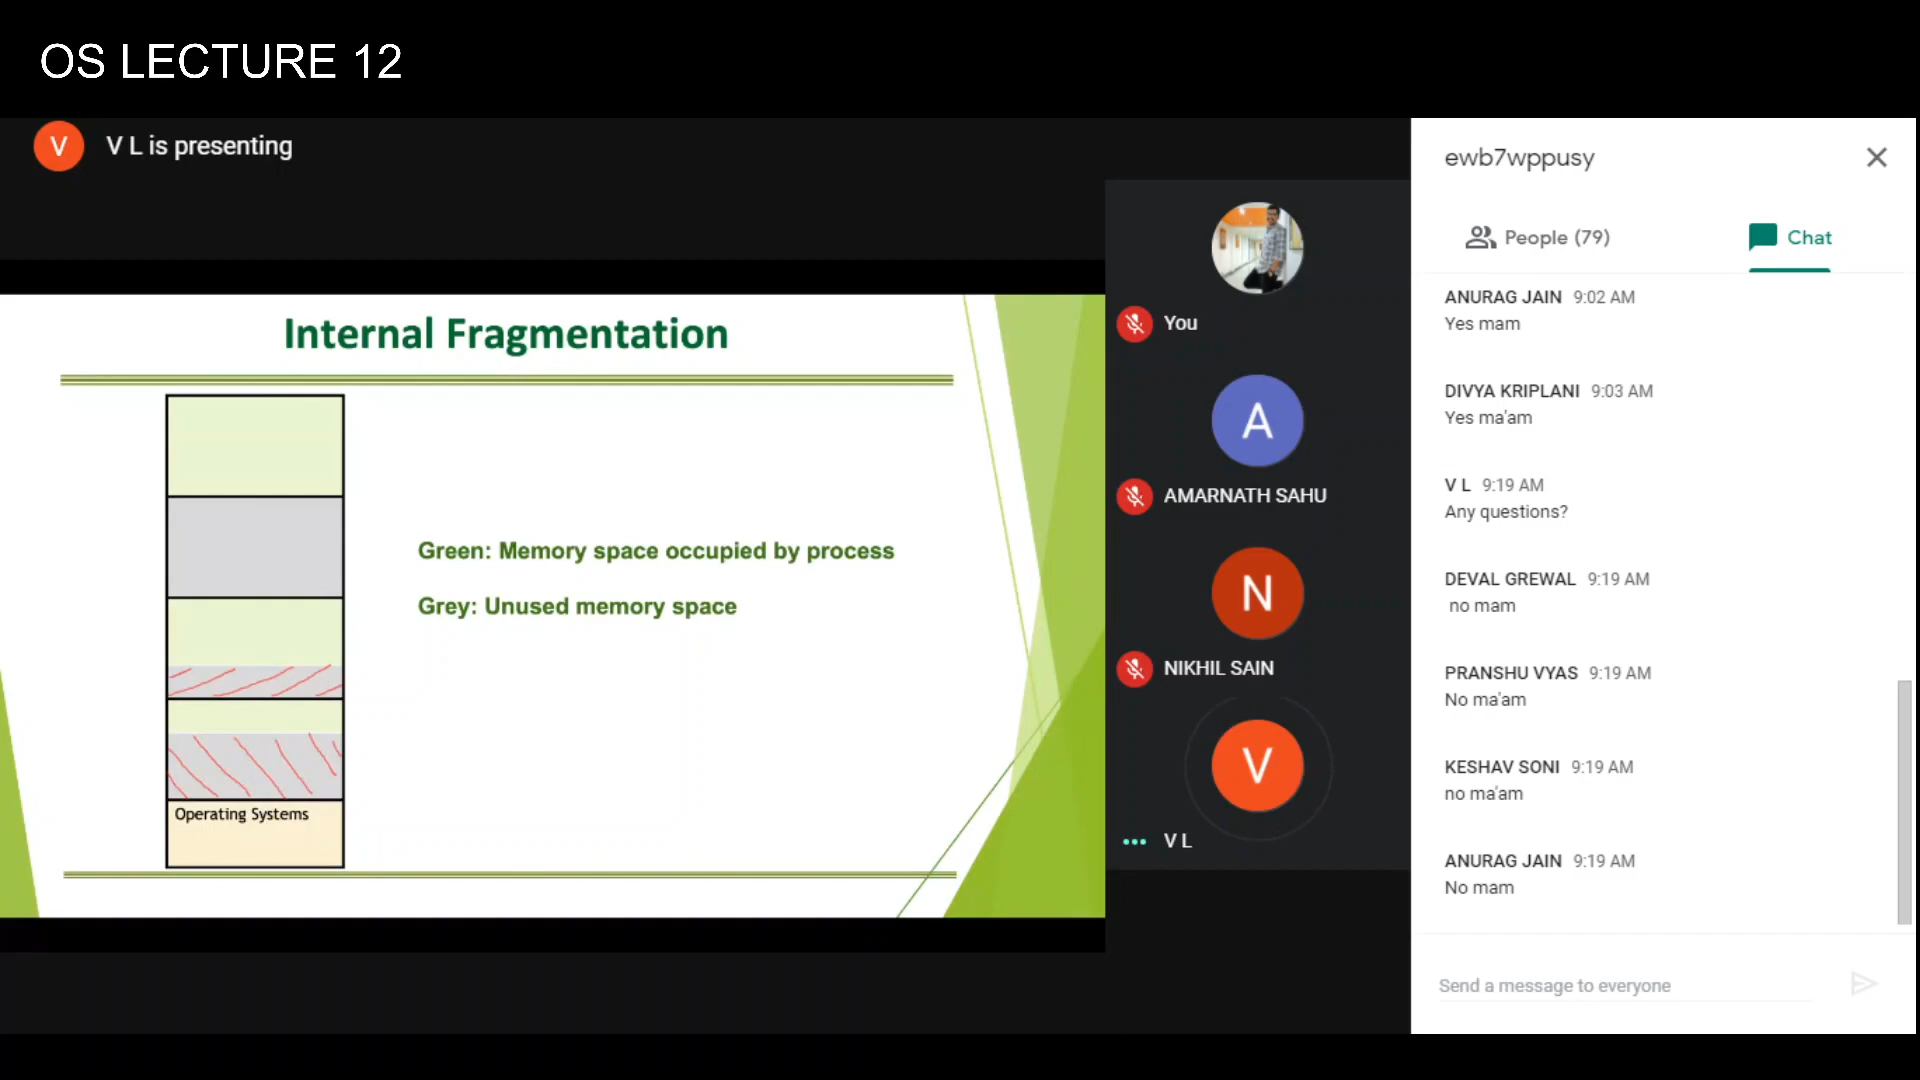 OS LECTURE 12
V
V L is presenting
Internal Fragmentation
Green: Memory space occupied by process
Grey: Unused memory space
Operating Systems
You
A
AMARNATH SAHU
N
NIKHIL SAIN
V
V L
ewb7wppusy
People (79)
Chat
ANURAG JAIN 9:02 AM
Yes mam
DIVYA KRIPLANI 9:03 AM
Yes ma'am
V L 9:19 AM
Any questions?
DEVAL GREWAL 9:19 AM
no mam
PRANSHU VYAS 9:19 AM
No ma'am
KESHAV SONI 9:19 AM
no ma'am
ANURAG JAIN 9:19 AM
No mam
Send a message to everyone